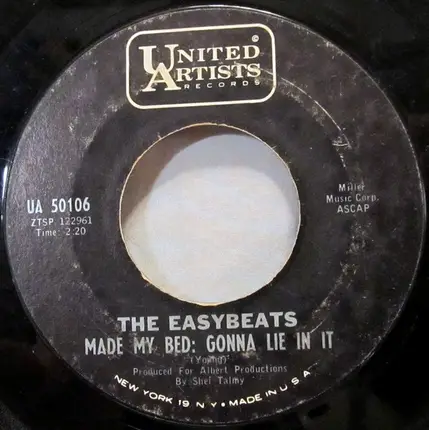 ©
UNITED
ARTISTS
RECORDS
UA 50106
ZTSP 122961
Time: 2:20
Miller
Music Corp.
ASCAP
THE EASYBEATS
MADE MY BED: GONNA LIE IN IT
(Young)
Produced For Albert Productions
By Shel Talmy
NEW YORK 19 N Y • MADE IN U S A